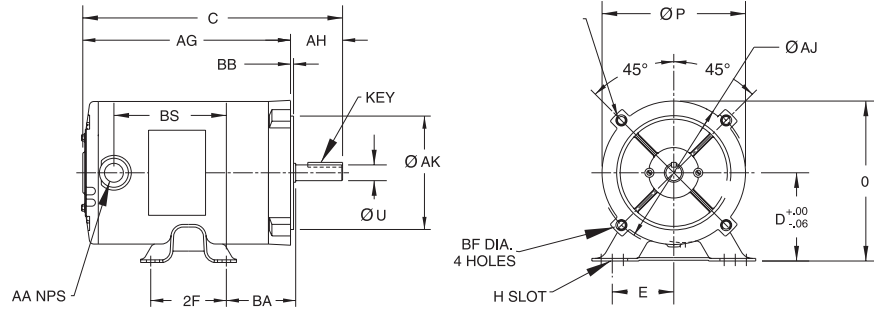 C
AG
AH
BB
KEY
BS
Ø AK
Ø U
AA NPS
2F
BA
Ø P
Ø AJ
45°
45°
O
D +.00
-.06
BF DIA.
4 HOLES
H SLOT
E